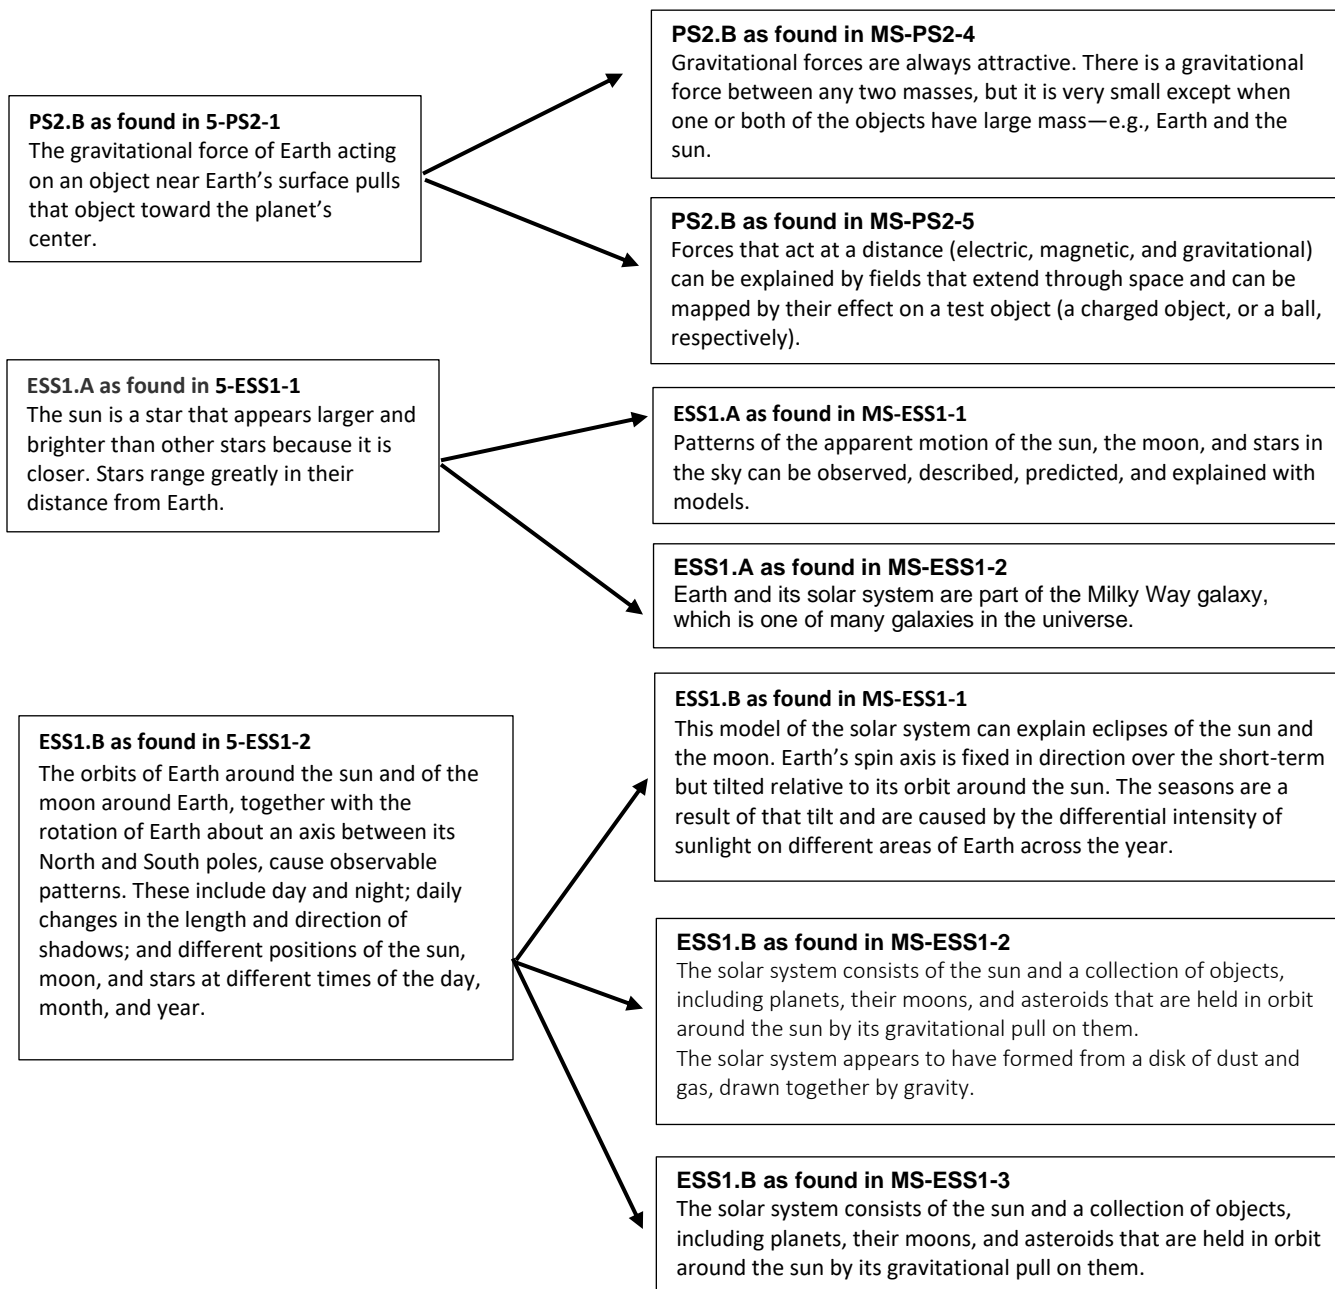 PS2.B as found in 5-PS2-1
The gravitational force of Earth acting
on an object near Earth’s surface pulls
that object toward the planet’s
center.
PS2.B as found in MS-PS2-4
Gravitational forces are always attractive. There is a gravitational
force between any two masses, but it is very small except when
one or both of the objects have large mass—e.g., Earth and the
sun.
PS2.B as found in MS-PS2-5
Forces that act at a distance (electric, magnetic, and gravitational)
can be explained by fields that extend through space and can be
mapped by their effect on a test object (a charged object, or a ball,
respectively).
ESS1.A as found in 5-ESS1-1
The sun is a star that appears larger and
brighter than other stars because it is
closer. Stars range greatly in their
distance from Earth.
ESS1.A as found in MS-ESS1-1
Patterns of the apparent motion of the sun, the moon, and stars in
the sky can be observed, described, predicted, and explained with
models.
ESS1.A as found in MS-ESS1-2
Earth and its solar system are part of the Milky Way galaxy,
which is one of many galaxies in the universe.
ESS1.B as found in 5-ESS1-2
The orbits of Earth around the sun and of the
moon around Earth, together with the
rotation of Earth about an axis between its
North and South poles, cause observable
patterns. These include day and night; daily
changes in the length and direction of
shadows; and different positions of the sun,
moon, and stars at different times of the day,
month, and year.
ESS1.B as found in MS-ESS1-1
This model of the solar system can explain eclipses of the sun and
the moon. Earth’s spin axis is fixed in direction over the short-term
but tilted relative to its orbit around the sun. The seasons are a
result of that tilt and are caused by the differential intensity of
sunlight on different areas of Earth across the year.
ESS1.B as found in MS-ESS1-2
The solar system consists of the sun and a collection of objects,
including planets, their moons, and asteroids that are held in orbit
around the sun by its gravitational pull on them.
The solar system appears to have formed from a disk of dust and
gas, drawn together by gravity.
ESS1.B as found in MS-ESS1-3
The solar system consists of the sun and a collection of objects,
including planets, their moons, and asteroids that are held in orbit
around the sun by its gravitational pull on them.